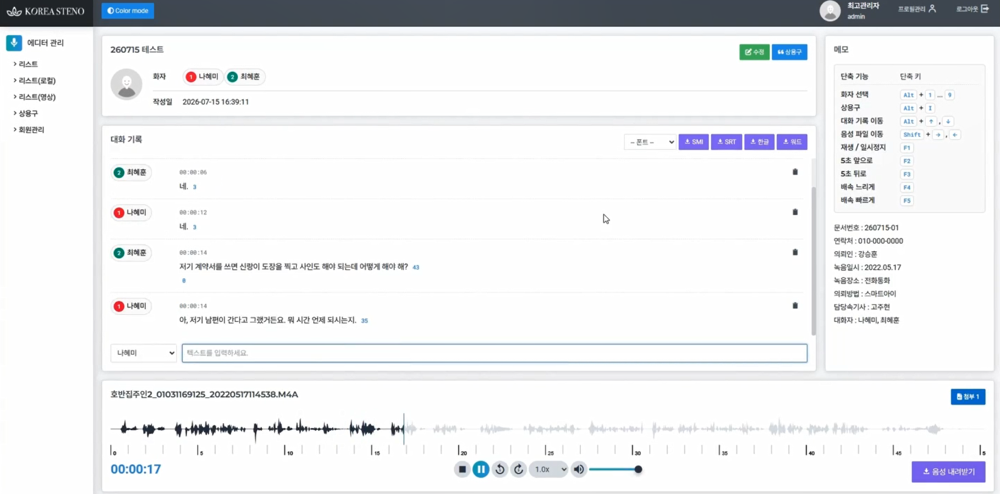 KOREA STENO
Color mode
최고관리자
admin
프로필관리
로그아웃
에디터 관리
리스트
리스트(로컬)
리스트(영상)
상용구
회원관리
260715 테스트
수정
상용구
화자
1 나혜미
2 최혜훈
작성일
2026-07-15 16:39:11
대화 기록
-- 폰트 --
SMI
SRT
한글
워드
2 최혜훈
00:00:06
네. 3
1 나혜미
00:00:12
네. 3
2 최혜훈
00:00:14
저기 계약서를 쓰면 신랑이 도장을 찍고 사인도 해야 되는데 어떻게 해야 해? 43
0
1 나혜미
00:00:14
아, 저기 남편이 간다고 그랬거든요. 뭐 시간 언제 되시는지. 35
나혜미
텍스트를 입력하세요.
메모
단축 기능 단축 키
화자 선택 Alt + 1 ... 9
상용구 Alt + I
대화 기록 이동 Alt + ↑ , ↓
음성 파일 이동 Shift + → , ←
재생 / 일시정지 F1
5초 앞으로 F2
5초 뒤로 F3
배속 느리게 F4
배속 빠르게 F5
문서번호 : 260715-01
연락처 : 010-000-0000
의뢰인 : 강승훈
녹음일시 : 2022.05.17
녹음장소 : 전화통화
의뢰방법 : 스마트아이
담당속기사 : 고주현
대화자 : 나혜미, 최혜훈
호반집주인2_01031169125_20220517114538.M4A
첨부 1
0 5 10 15 20 25 30 35 40 45 5
00:00:17
1.0x
음성 내려받기